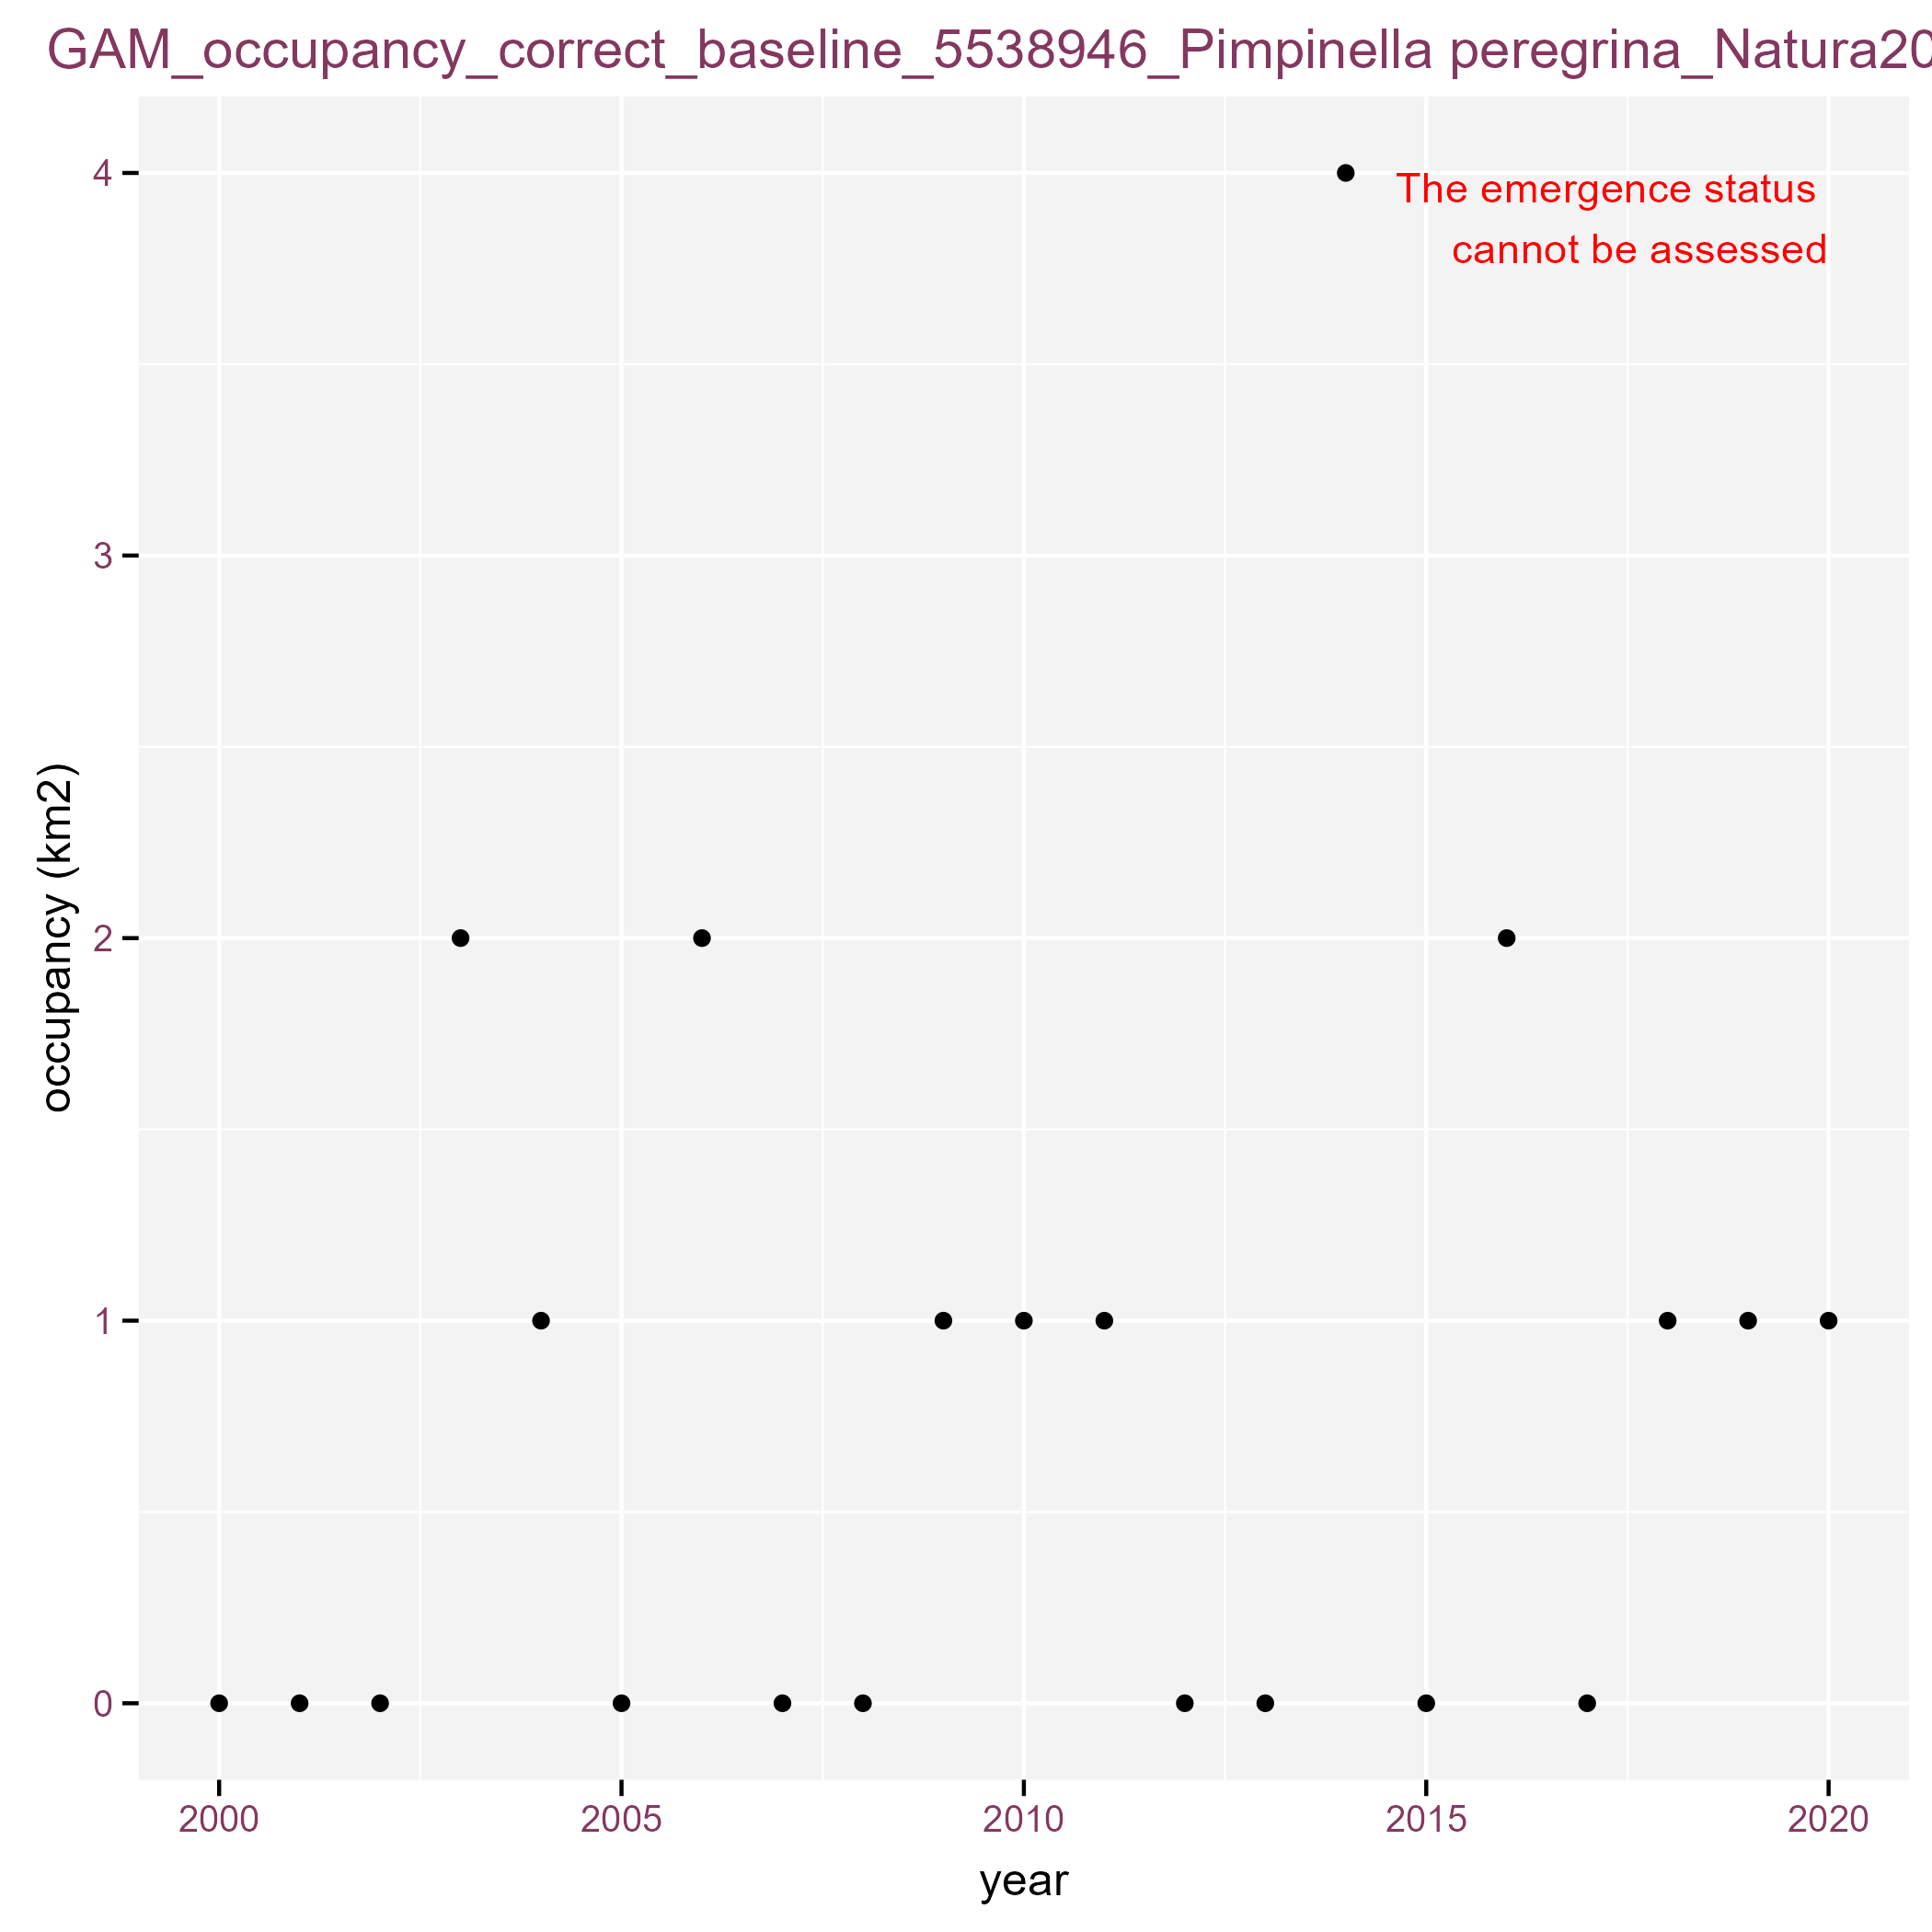 GAM_occupancy_correct_baseline_5538946_Pimpinella peregrina_Natura20
4
The emergence status
cannot be assessed
3
occupancy (km2)
2
1
0
2000 2005 2010 2015 2020
year